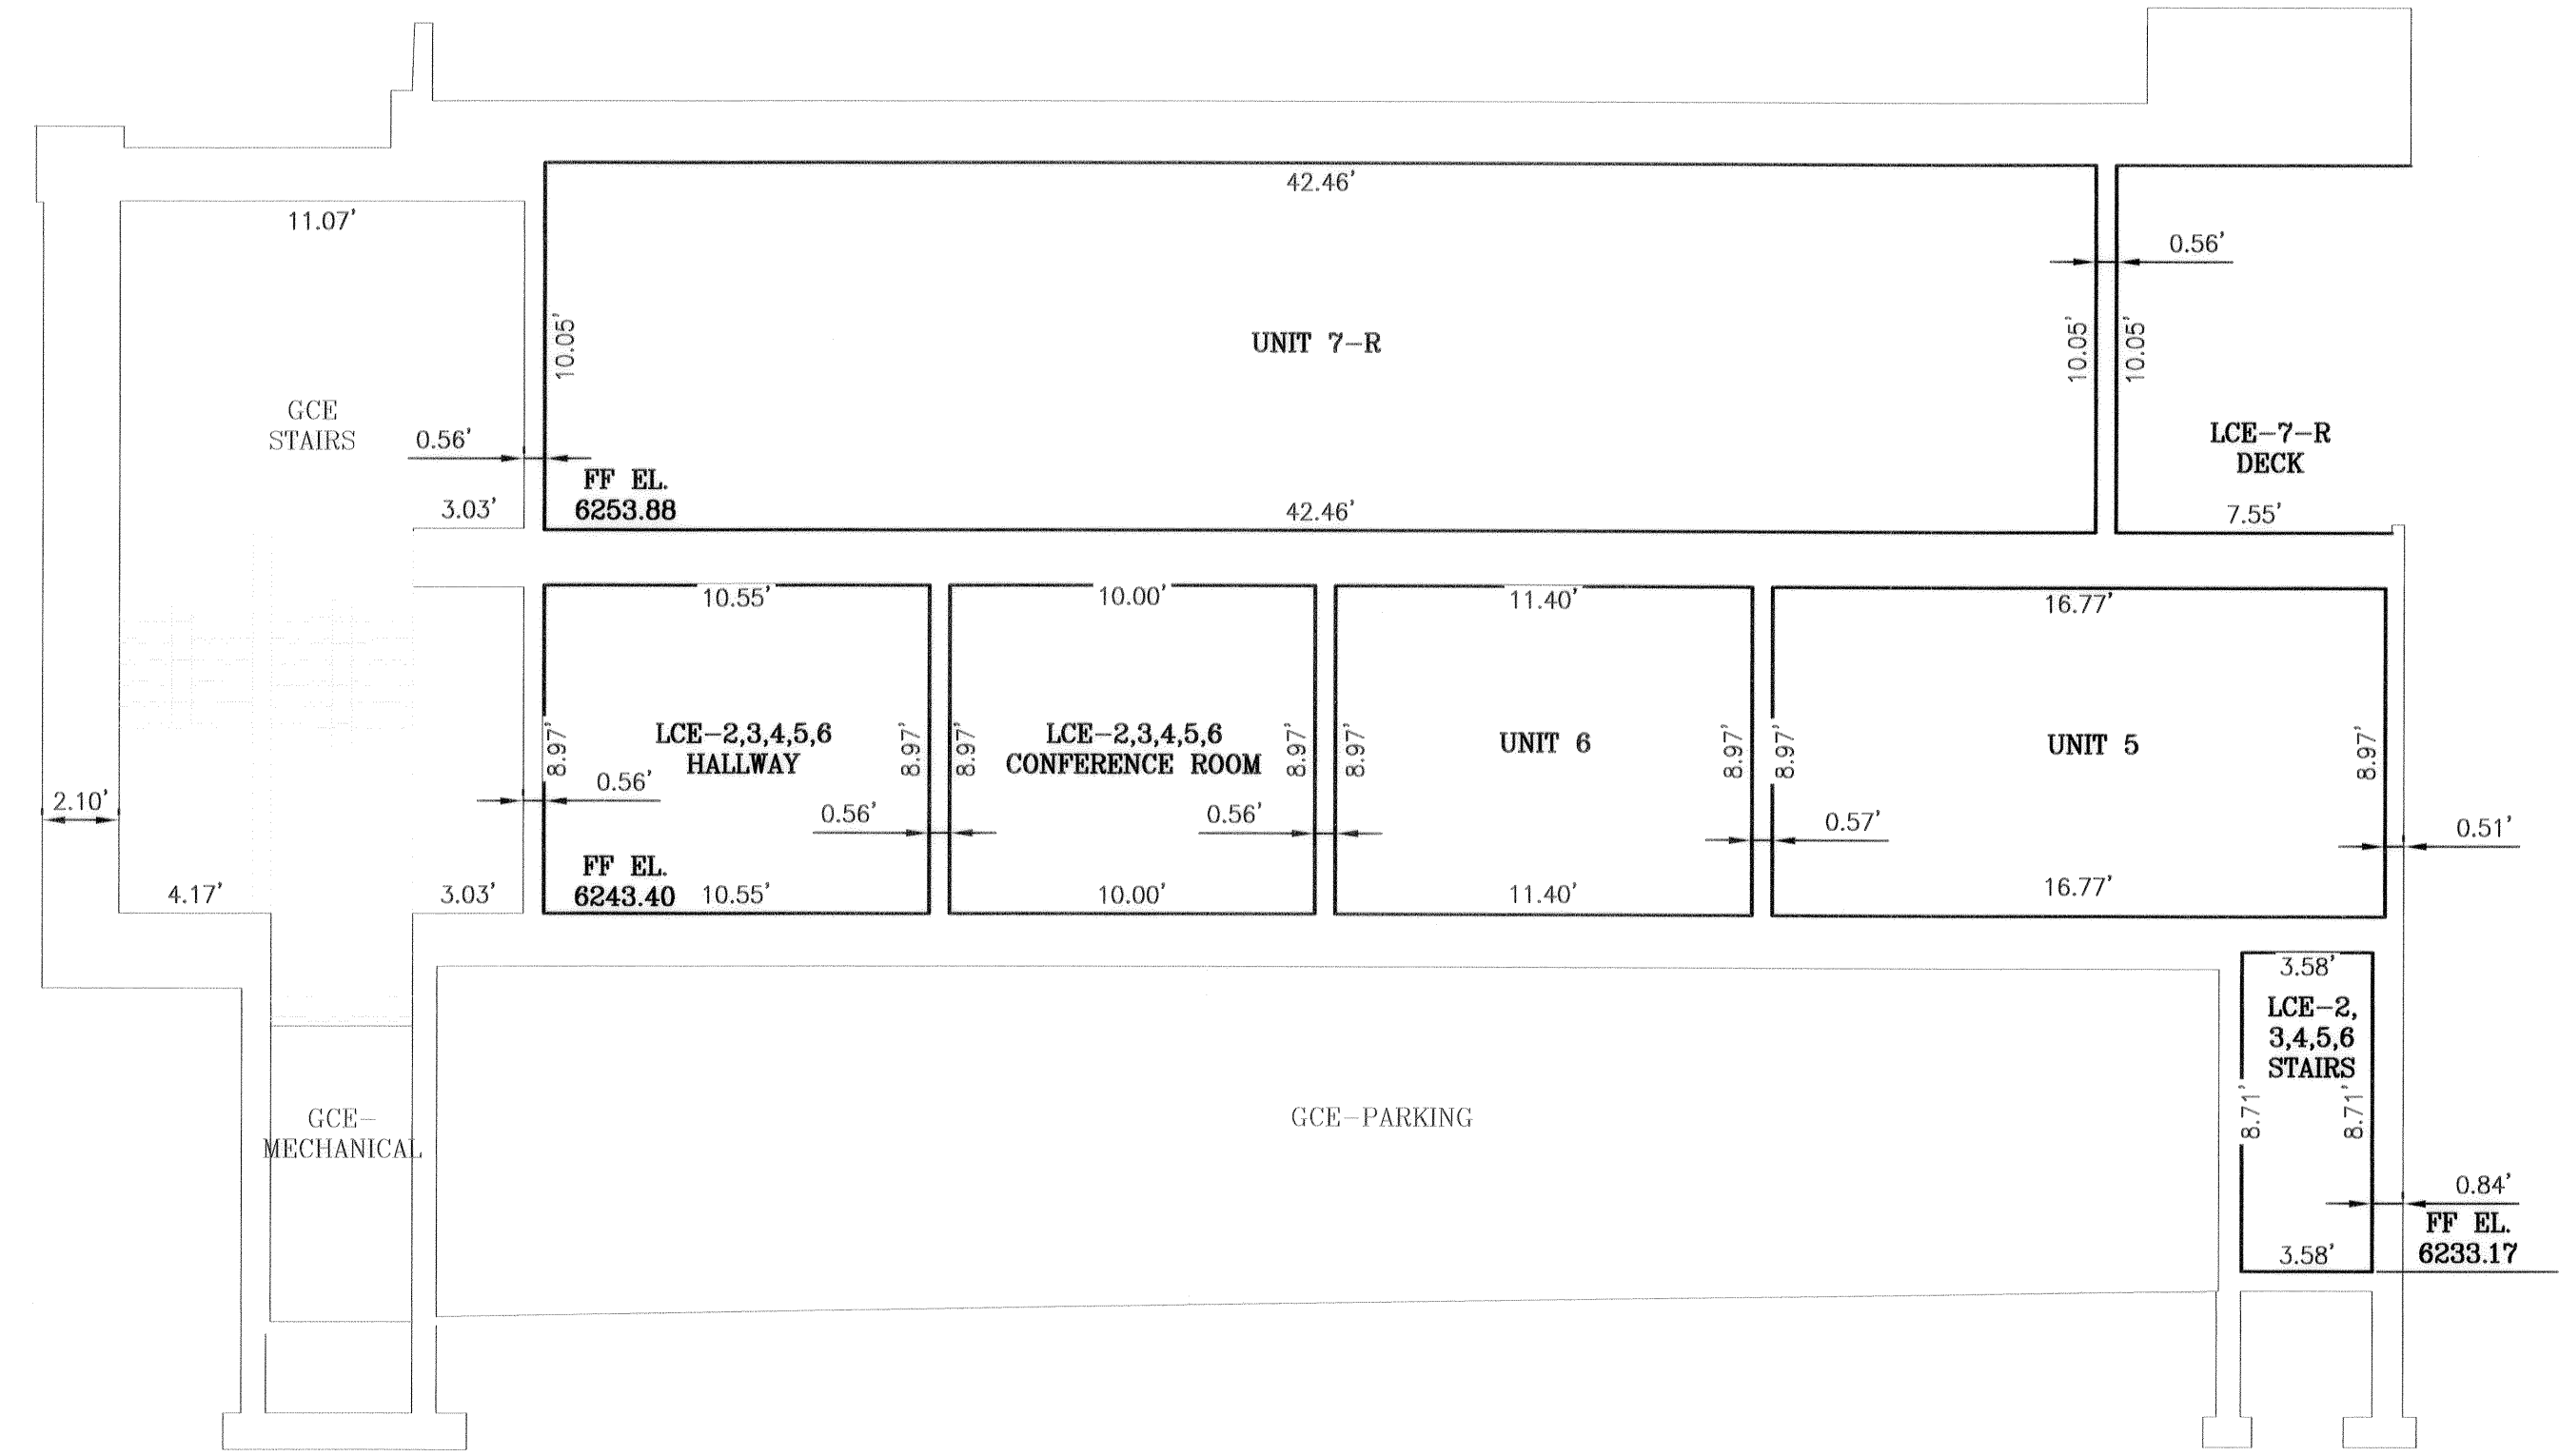 42.46'
11.07'
0.56'
10.05'
UNIT 7-R
10.05'
10.05'
GCE
STAIRS
0.56'
LCE-7-R
DECK
FF EL.
6253.88
3.03'
42.46'
7.55'
10.55'
10.00'
11.40'
16.77'
8.97'
LCE-2,3,4,5,6
HALLWAY
8.97'
8.97'
LCE-2,3,4,5,6
CONFERENCE ROOM
8.97'
8.97'
UNIT 6
8.97'
8.97'
UNIT 5
8.97'
0.56'
2.10'
0.56'
0.56'
0.57'
0.51'
FF EL.
6243.40
4.17'
3.03'
10.55'
10.00'
11.40'
16.77'
3.58'
LCE-2,
3,4,5,6
STAIRS
8.71'
8.71'
GCE-
MECHANICAL
GCE-PARKING
0.84'
FF EL.
6233.17
3.58'